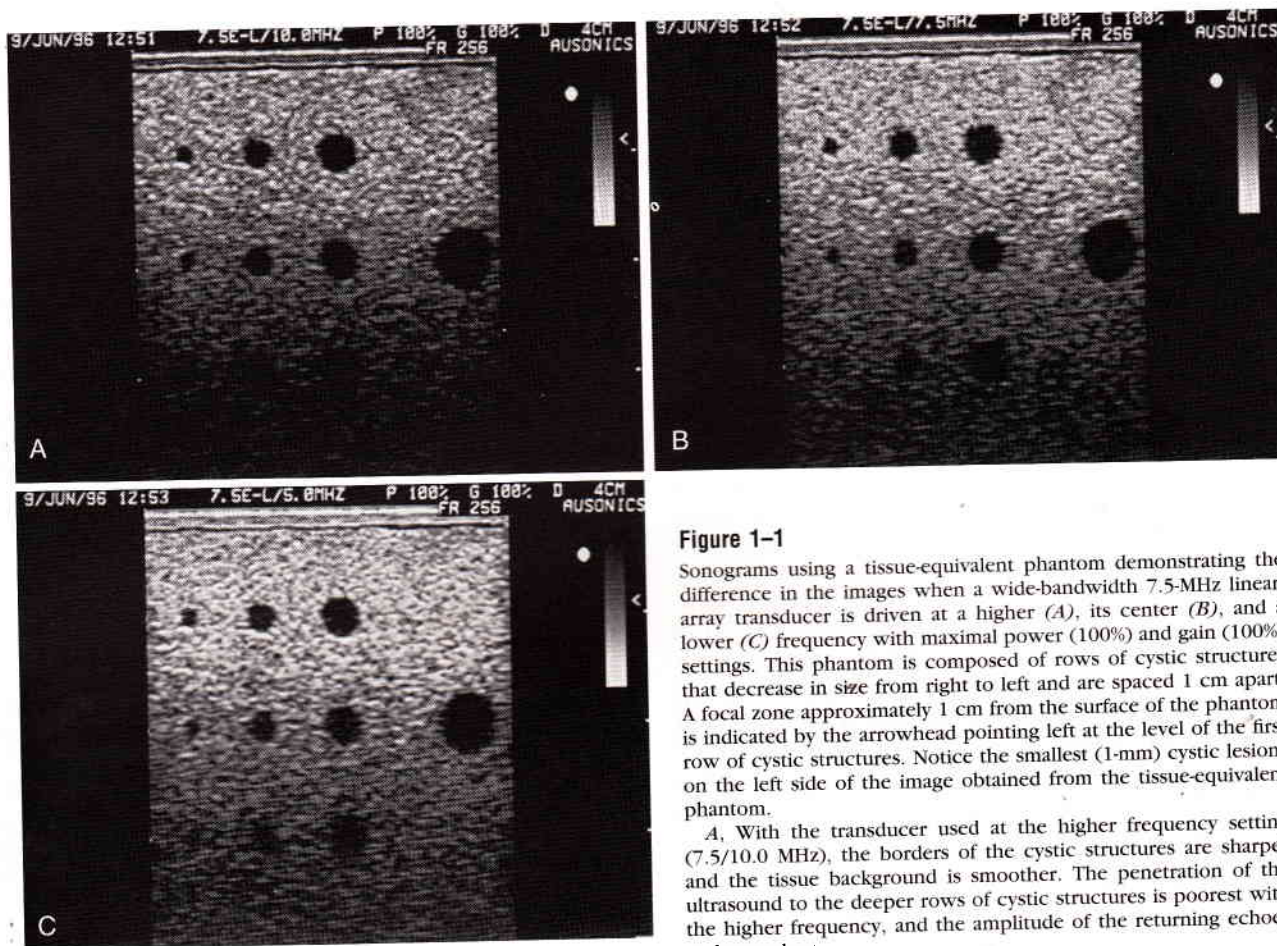 9/JUN/96 12:51 7.5E-L/10.0MHZ P 100% G 100% D 4CM
FR 256 AUSONICS
A
9/JUN/96 12:52 7.5E-L/7.5MHZ P 100% G 100% D 4CM
FR 256 AUSONICS
B
9/JUN/96 12:53 7.5E-L/5.0MHZ P 100% G 100% D 4CM
FR 256 AUSONICS
C
Figure 1–1
Sonograms using a tissue-equivalent phantom demonstrating the
difference in the images when a wide-bandwidth 7.5-MHz linear
array transducer is driven at a higher (A), its center (B), and
lower (C) frequency with maximal power (100%) and gain (100%
settings. This phantom is composed of rows of cystic structure
that decrease in size from right to left and are spaced 1 cm apart
A focal zone approximately 1 cm from the surface of the phantom
is indicated by the arrowhead pointing left at the level of the firs
row of cystic structures. Notice the smallest (1-mm) cystic lesion
on the left side of the image obtained from the tissue-equivalen
phantom.
A, With the transducer used at the higher frequency settin
(7.5/10.0 MHz), the borders of the cystic structures are sharpe
and the tissue background is smoother. The penetration of th
ultrasound to the deeper rows of cystic structures is poorest wit
the higher frequency, and the amplitude of the returning echoe